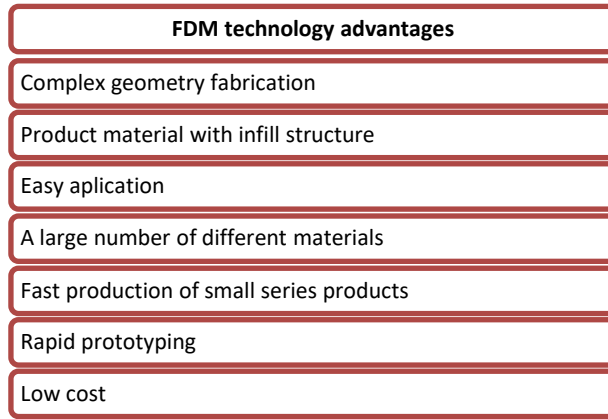 FDM technology advantages
Complex geometry fabrication
Product material with infill structure
Easy aplication
A large number of different materials
Fast production of small series products
Rapid prototyping
Low cost